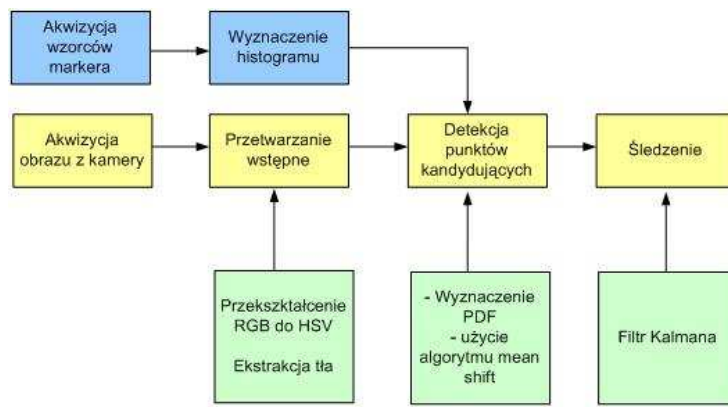 Akwizycja
wzorców
markera
Wyznaczenie
histogramu
Akwizycja
obrazu z kamery
Przetwarzanie
wstępne
Detekcja
punktów
kandydujących
Śledzenie
Przekształcenie
RGB do HSV
Ekstrakcja tła
- Wyznaczenie
PDF
- użycie
algorytmu mean
shift
Filtr Kalmana